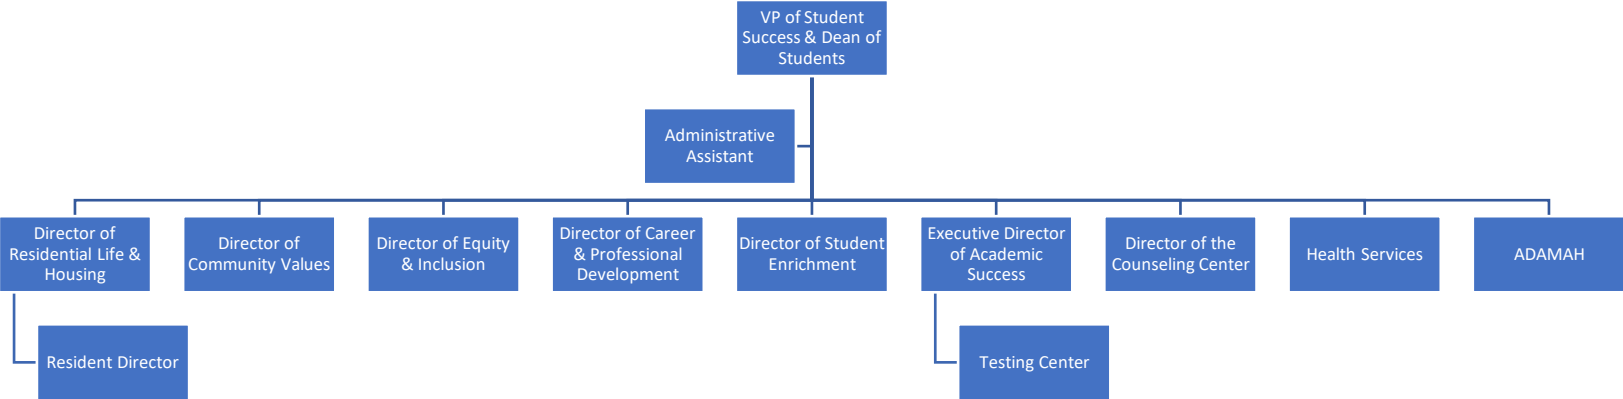 VP of Student
Success & Dean of
Students
Administrative
Assistant
Director of
Residential Life &
Housing
Director of
Community Values
Director of Equity
& Inclusion
Director of Career
& Professional
Development
Director of Student
Enrichment
Executive Director
of Academic
Success
Director of the
Counseling Center
Health Services
ADAMAH
Resident Director
Testing Center